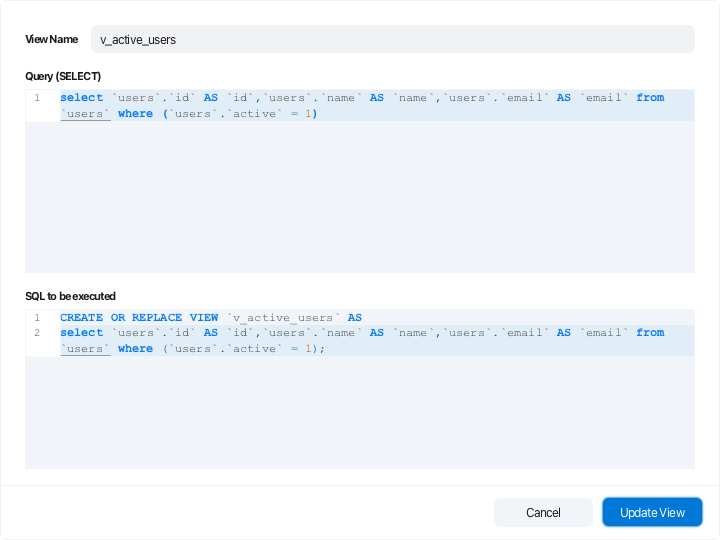 View Name
v_active_users
Query (SELECT)
1 select `users`.`id` AS `id`,`users`.`name` AS `name`,`users`.`email` AS `email` from
`users` where (`users`.`active` = 1)
SQL to be executed
1 CREATE OR REPLACE VIEW `v_active_users` AS
2 select `users`.`id` AS `id`,`users`.`name` AS `name`,`users`.`email` AS `email` from
`users` where (`users`.`active` = 1);
Cancel
Update View